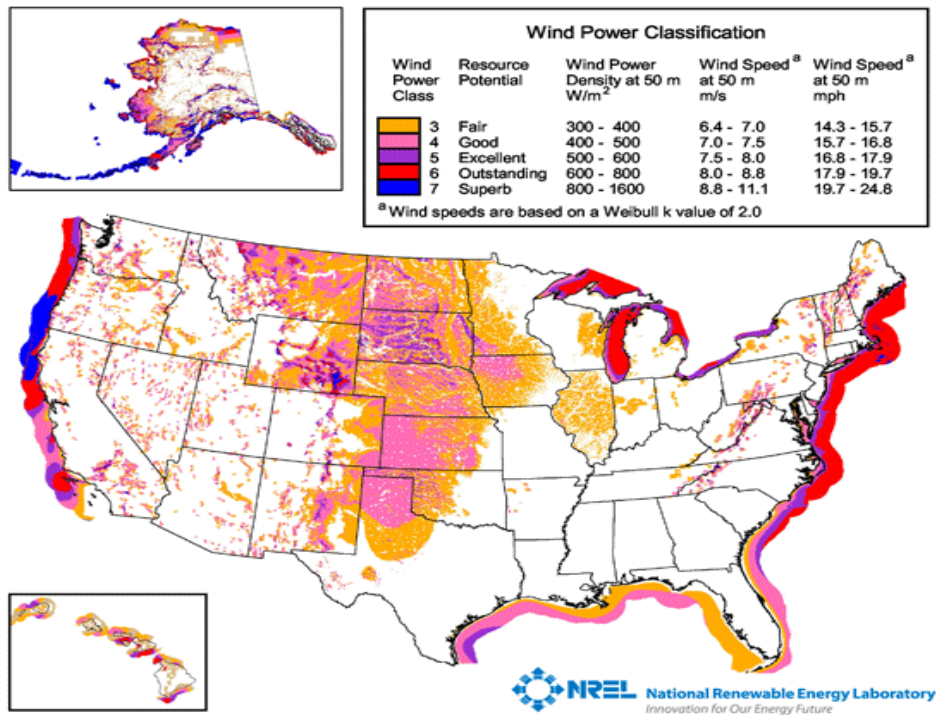 Wind Power Classification
Wind Power Class Resource Potential Wind Power Density at 50 m W/m2 Wind Speed a at 50 m m/s Wind Speed a at 50 m mph
3 Fair 300 - 400 6.4 - 7.0 14.3 - 15.7
4 Good 400 - 500 7.0 - 7.5 15.7 - 16.8
5 Excellent 500 - 600 7.5 - 8.0 16.8 - 17.9
6 Outstanding 600 - 800 8.0 - 8.8 17.9 - 19.7
7 Superb 800 - 1600 8.8 - 11.1 19.7 - 24.8
a Wind speeds are based on a Weibull k value of 2.0
NREL National Renewable Energy Laboratory
Innovation for Our Energy Future